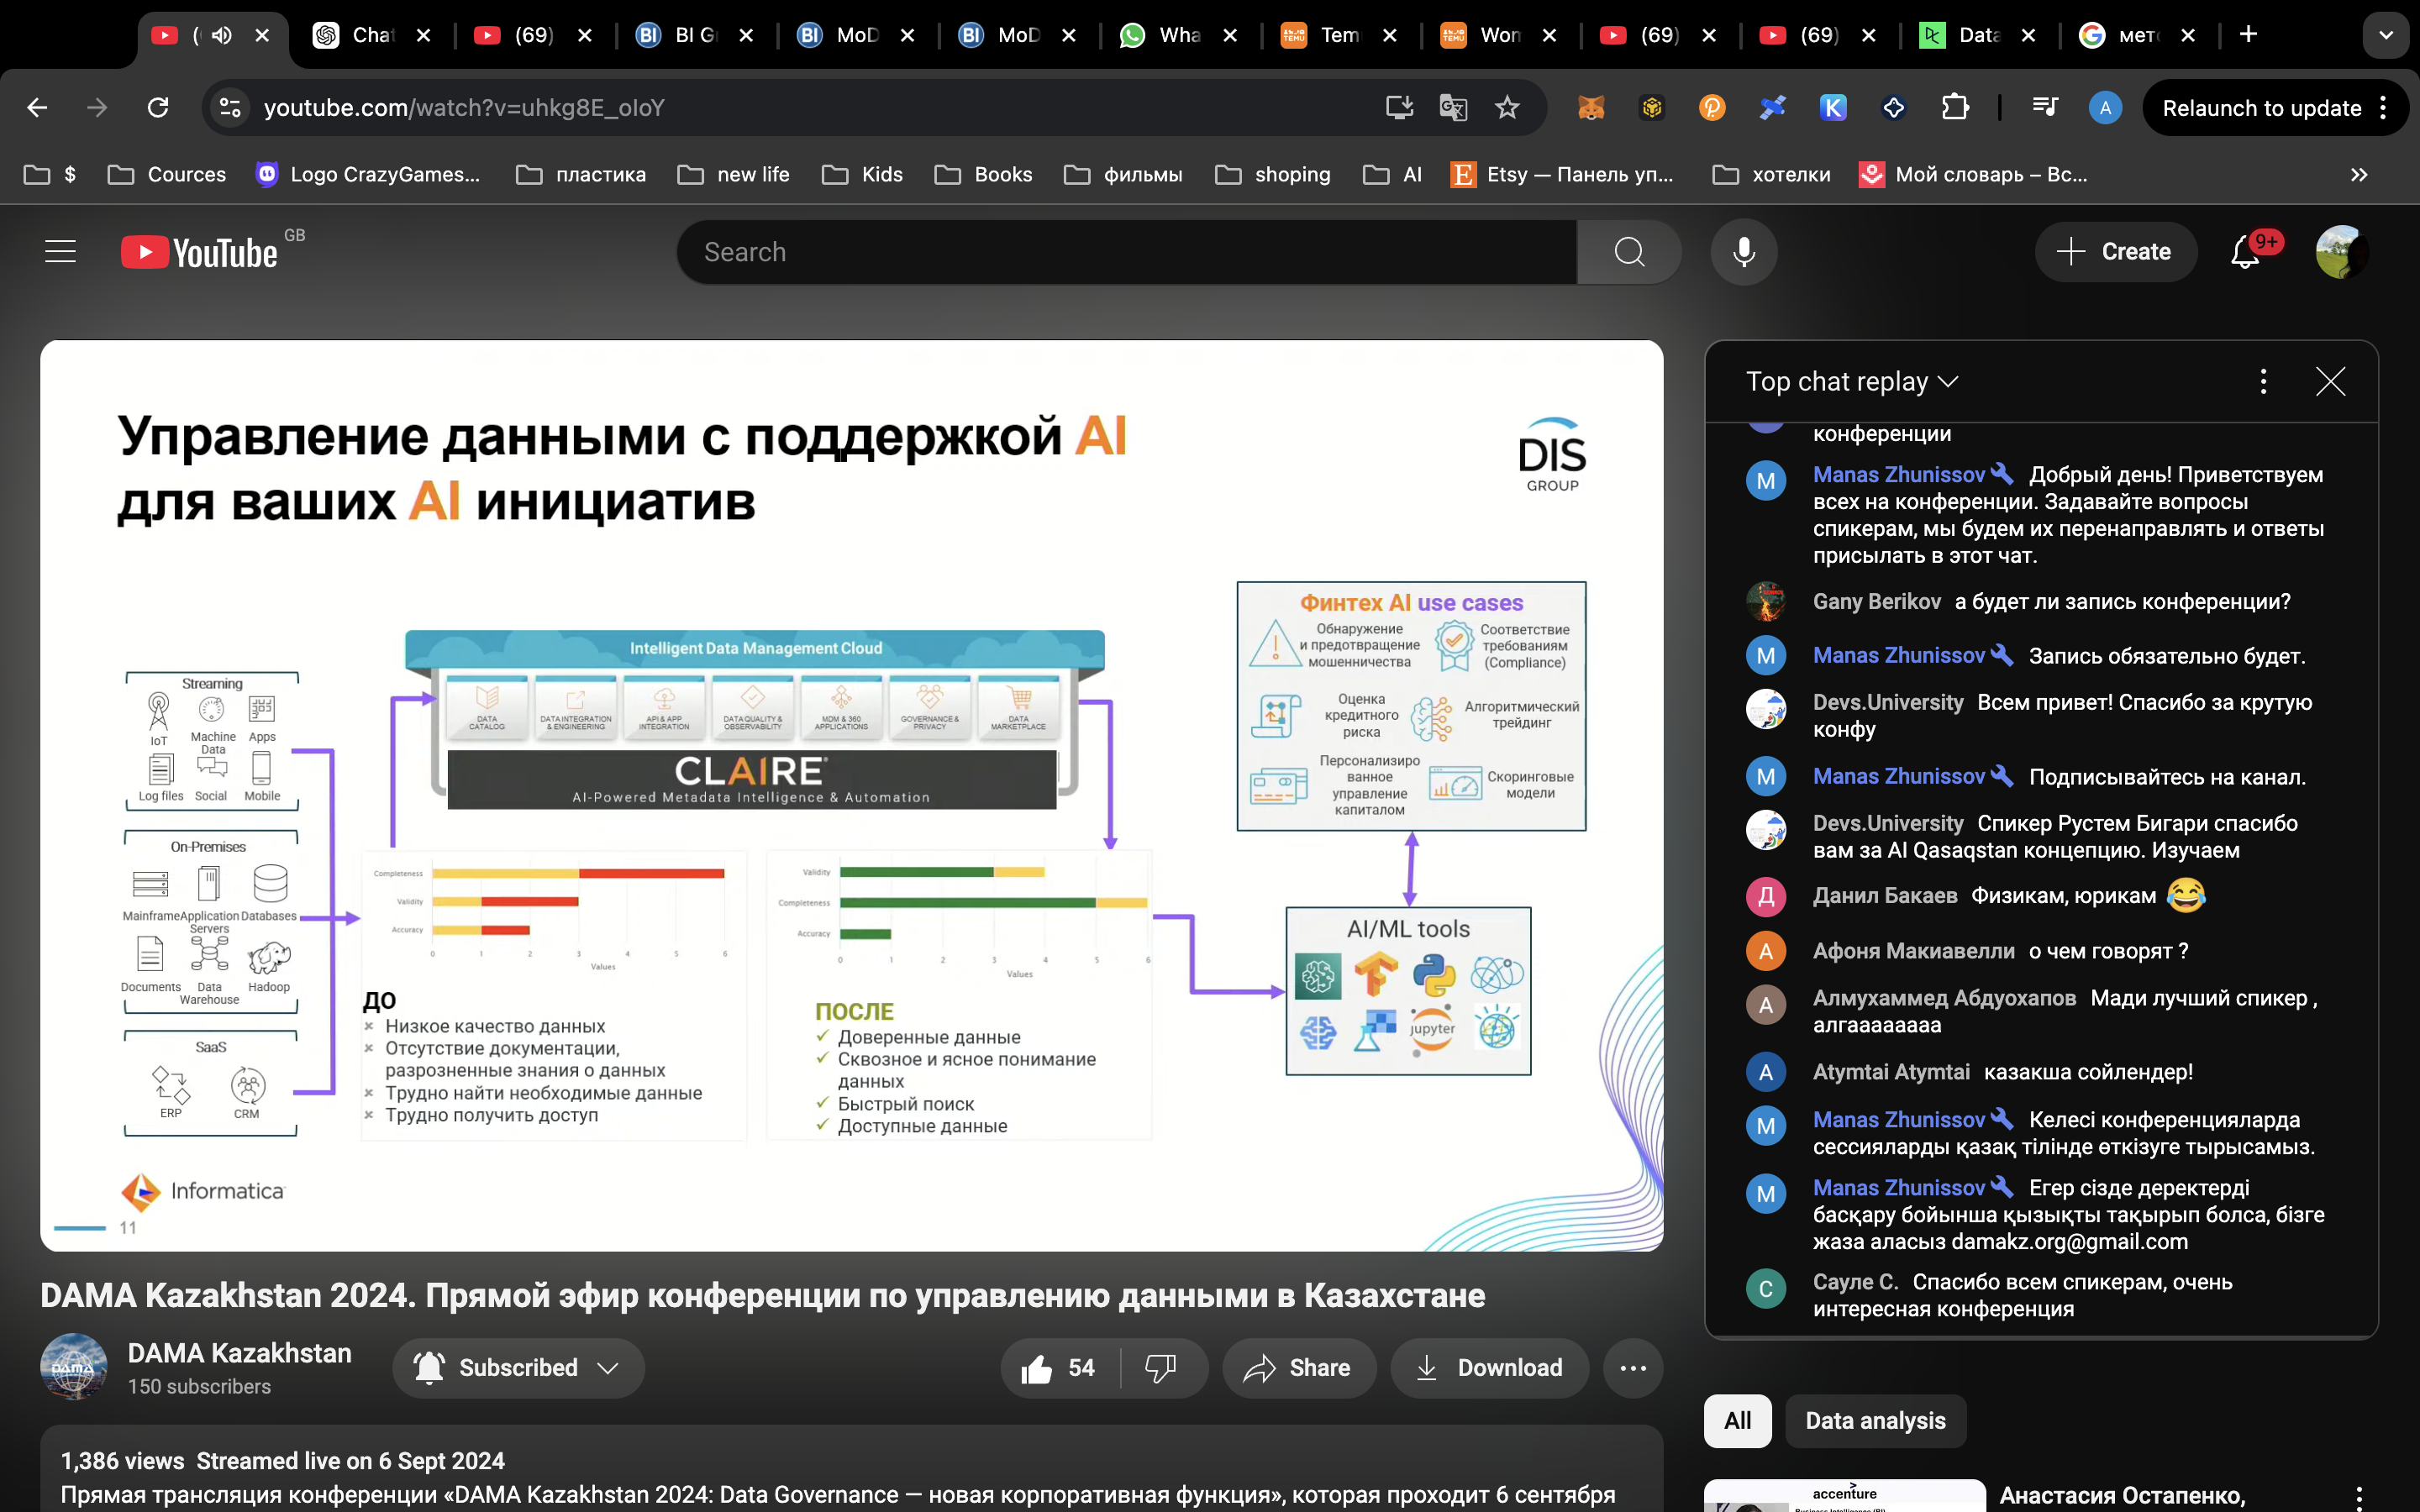 Chat
(69)
BI G
MoD
MoD
Wha
Tem
Wom
(69)
(69)
Data
мето
youtube.com/watch?v=uhkg8E_oIoY
A
Relaunch to update
$
Cources
Logo CrazyGames...
пластика
new life
Kids
Books
фильмы
shoping
AI
Etsy — Панель уп...
хотелки
Мой словарь – Вс...
YouTube GB
Search
Create
9+
Управление данными с поддержкой AI
для ваших AI инициатив
DIS
GROUP
Streaming
IoT
Machine
Data
Apps
Log files
Social
Mobile
On-Premises
Mainframe
Application
Servers
Databases
Documents
Data
Warehouse
Hadoop
SaaS
ERP
CRM
Intelligent Data Management Cloud
DATA
CATALOG
DATA INTEGRATION
& ENGINEERING
API & APP
INTEGRATION
DATA QUALITY &
OBSERVABILITY
MDM & 360
APPLICATIONS
GOVERNANCE &
PRIVACY
DATA
MARKETPLACE
CLAIRE
AI-Powered Metadata Intelligence & Automation
Completeness
Validity
Accuracy
0 1 2 3 4 5 6
Values
ДО
Низкое качество данных
Отсутствие документации,
разрозненные знания о данных
Трудно найти необходимые данные
Трудно получить доступ
Validity
Completeness
Accuracy
0 1 2 3 4 5 6
Values
ПОСЛЕ
Доверенные данные
Сквозное и ясное понимание
данных
Быстрый поиск
Доступные данные
Финтех AI use cases
Обнаружение
и предотвращение
мошенничества
Соответствие
требованиям
(Compliance)
Оценка
кредитного
риска
Алгоритмический
трейдинг
Персонализиро
ванное
управление
капиталом
Скоринговые
модели
AI/ML tools
jupyter
Informatica
11
DAMA Kazakhstan 2024. Прямой эфир конференции по управлению данными в Казахстане
DAMA
DAMA Kazakhstan
150 subscribers
Subscribed
54
Share
Download
1,386 views Streamed live on 6 Sept 2024
Прямая трансляция конференции «DAMA Kazakhstan 2024: Data Governance — новая корпоративная функция», которая проходит 6 сентября
Top chat replay
конференции
M Manas Zhunissov Добрый день! Приветствуем
всех на конференции. Задавайте вопросы
спикерам, мы будем их перенаправлять и ответы
присылать в этот чат.
Gany Berikov а будет ли запись конференции?
M Manas Zhunissov Запись обязательно будет.
Devs.University Всем привет! Спасибо за крутую
конфу
M Manas Zhunissov Подписывайтесь на канал.
Devs.University Спикер Рустем Бигари спасибо
вам за AI Qasaqstan концепцию. Изучаем
Д Данил Бакаев Физикам, юрикам 😂
А Афоня Макиавелли о чем говорят ?
А Алмухаммед Абдуохапов Мади лучший спикер ,
алгаааааааа
A Atymtai Atymtai казакша сойлендер!
M Manas Zhunissov Келесі конференцияларда
сессияларды қазақ тілінде өткізуге тырысамыз.
M Manas Zhunissov Егер сізде деректерді
басқару бойынша қызықты тақырып болса, бізге
жаза аласыз damakz.org@gmail.com
С Сауле С. Спасибо всем спикерам, очень
интересная конференция
All
Data analysis
accenture
Анастасия Остапенко,